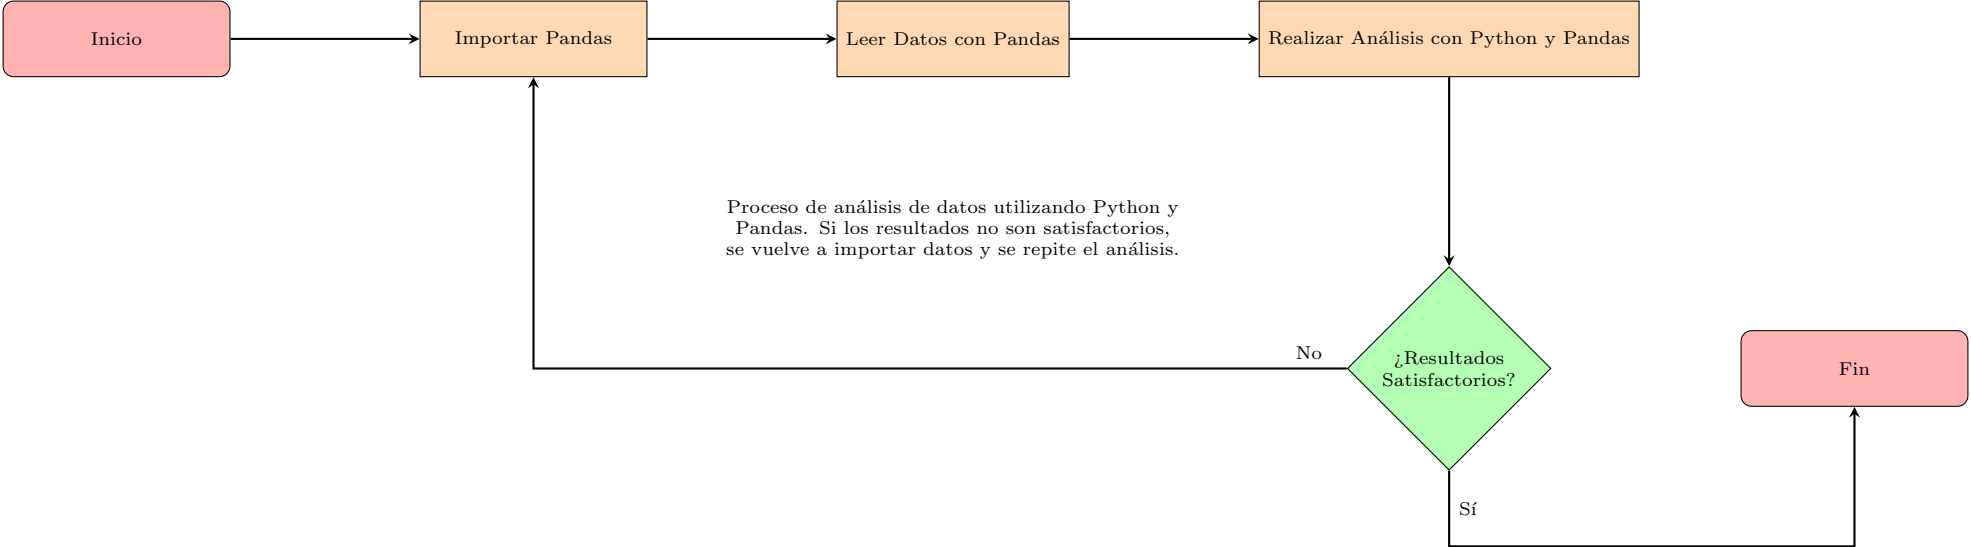 Inicio
Importar Pandas
Leer Datos con Pandas
Realizar Análisis con Python y Pandas
Proceso de análisis de datos utilizando Python y
Pandas. Si los resultados no son satisfactorios,
se vuelve a importar datos y se repite el análisis.
No
¿Resultados
Satisfactorios?
Fin
Sí